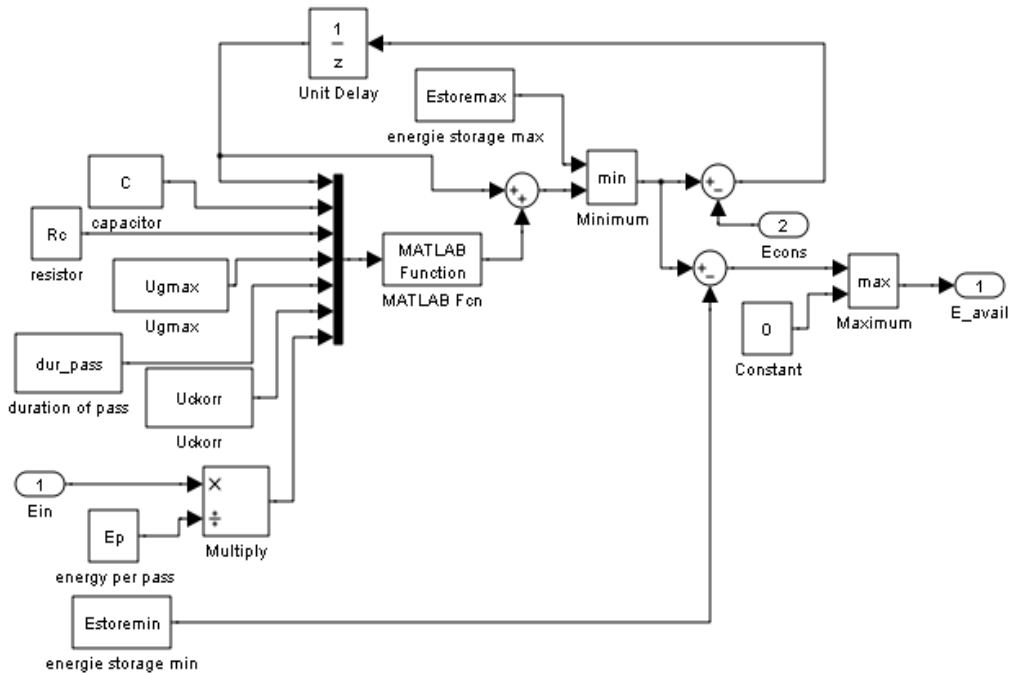 1
z
Unit Delay
Estoremax
energie storage max
min
Minimum
+
+
+
−
2
Econs
C
capacitor
Rc
resistor
MATLAB
Function
MATLAB Fcn
+
−
max
Maximum
1
E_avail
Ugmax
Ugmax
0
Constant
dur_pass
duration of pass
Uckorr
Uckorr
1
Ein
×
÷
Multiply
Ep
energy per pass
Estoremin
energie storage min